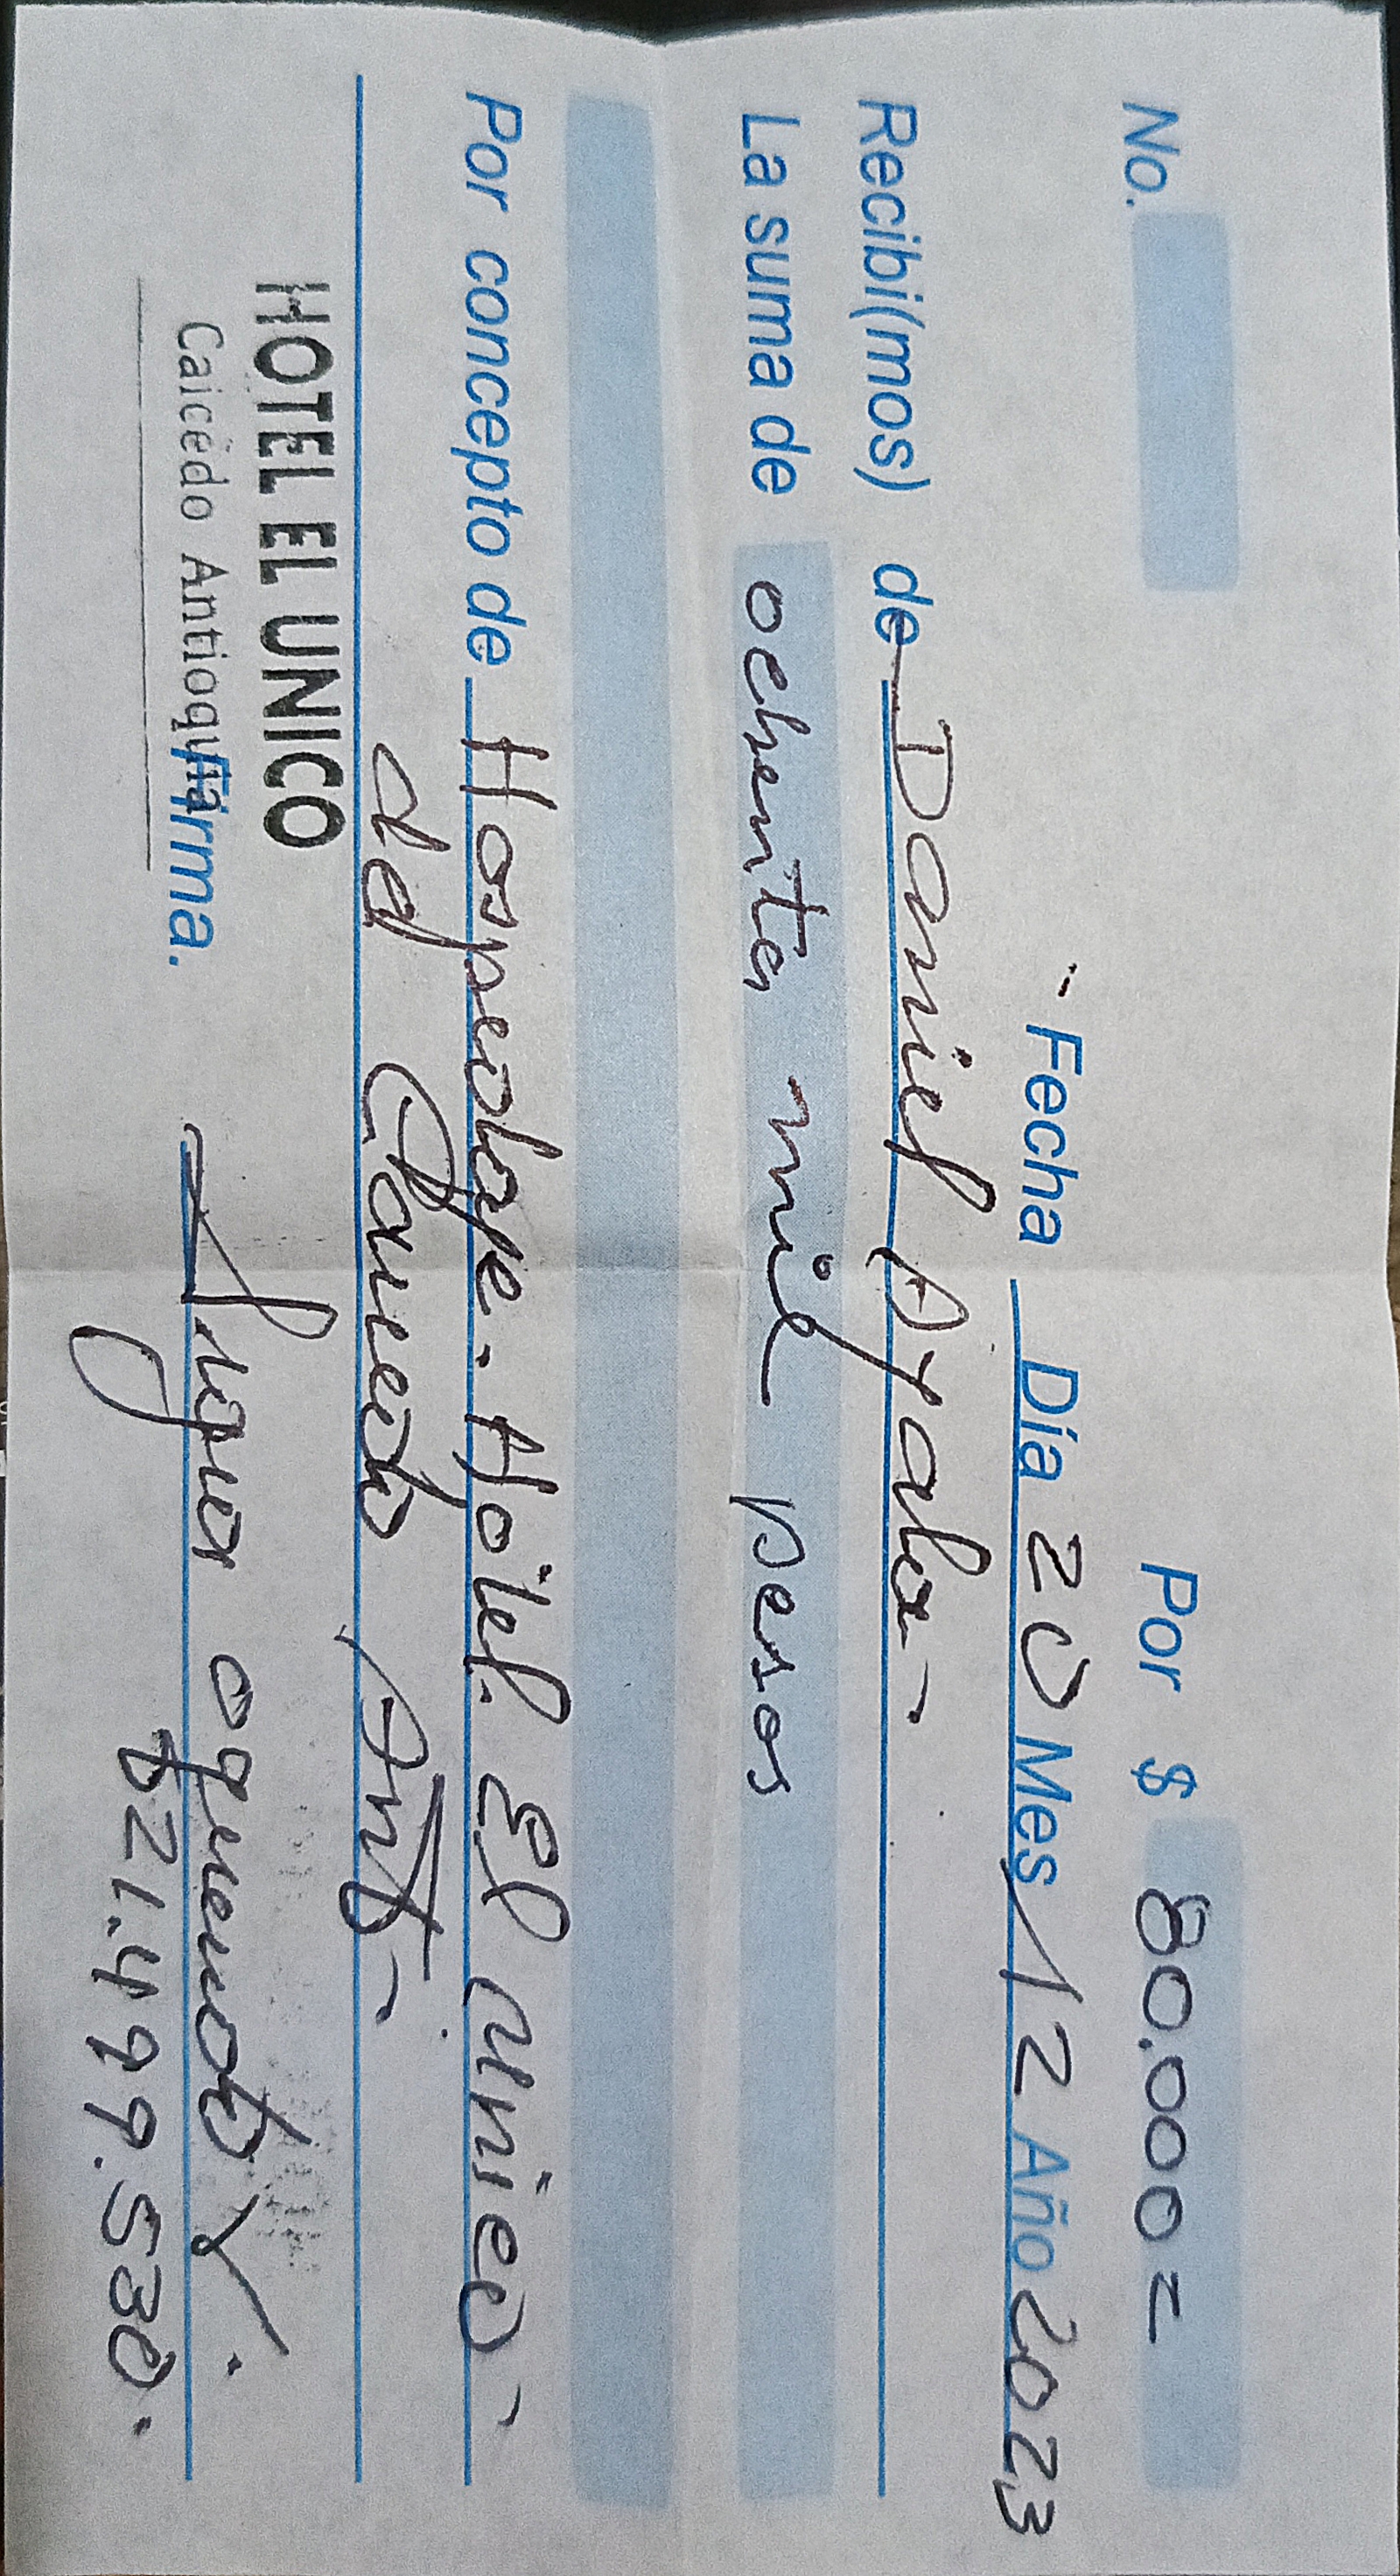 No. Por $ 80.000=
Fecha Día 20 Mes 12 Año 2023
Recibi(mos) de Daniel Ayala
La suma de ochenta mil pesos
Por concepto de Hospedaje. Hotel El Unico
del Caicedo Ant.
HOTEL EL UNICO
Caicedo Antioquia
Firma. oquendo
21.499.530.